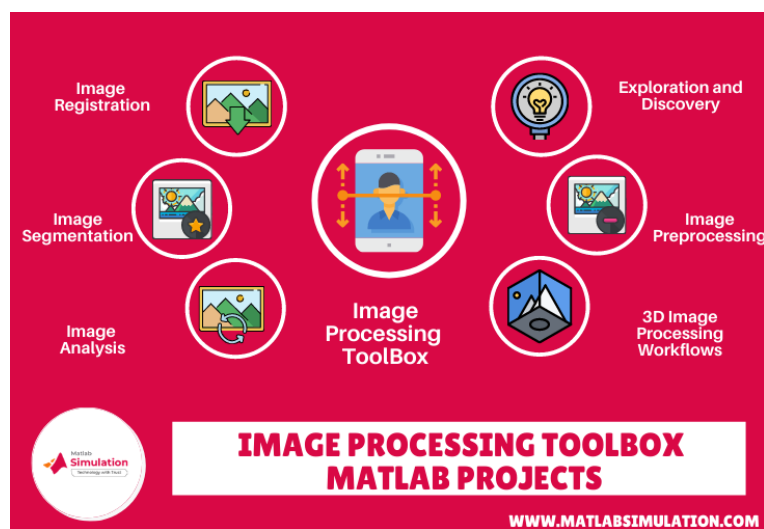 Image
Registration
Exploration and
Discovery
Image
Segmentation
Image
Preprocessing
Image
Analysis
Image
Processing
ToolBox
3D Image
Processing
Workflows
Matlab
Simulation
Technology with Trust
IMAGE PROCESSING TOOLBOX
MATLAB PROJECTS
WWW.MATLABSIMULATION.COM